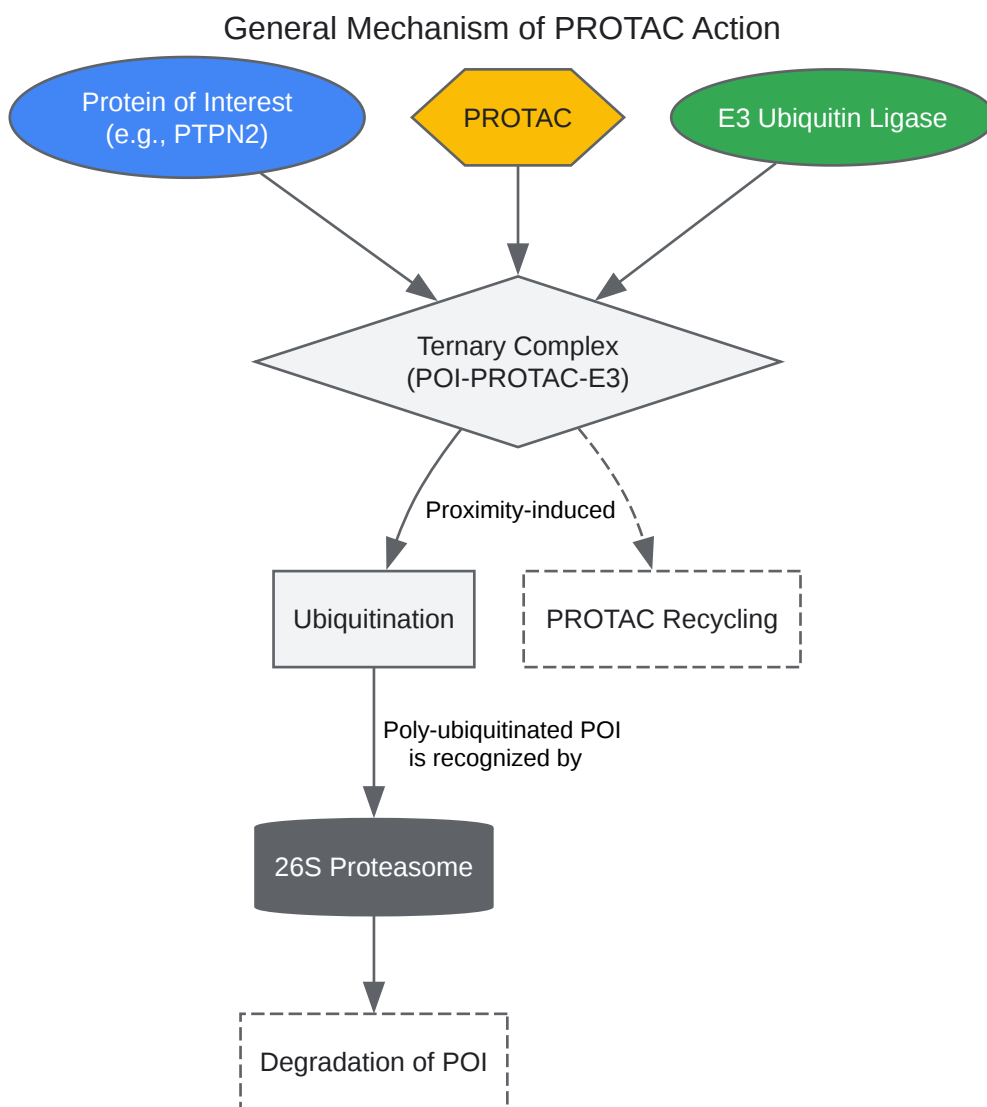 General Mechanism of PROTAC Action
Protein of Interest
(e.g., PTPN2)
PROTAC
E3 Ubiquitin Ligase
Ternary Complex
(POI-PROTAC-E3)
Proximity-induced
Ubiquitination
PROTAC Recycling
Poly-ubiquitinated POI
is recognized by
26S Proteasome
Degradation of POI